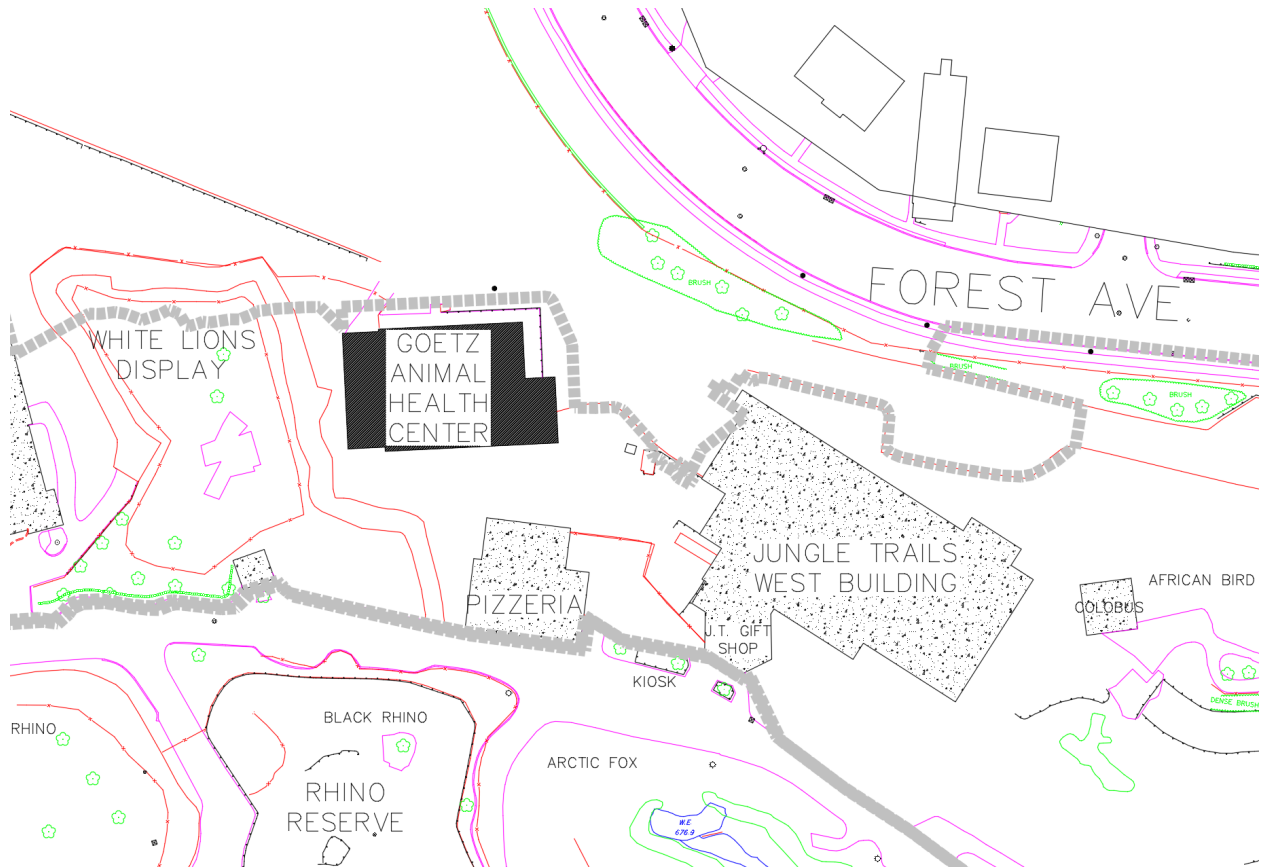 FOREST AVE.
BRUSH
BRUSH
BRUSH
WHITE LIONS
DISPLAY
GOETZ
ANIMAL
HEALTH
CENTER
JUNGLE TRAILS
WEST BUILDING
AFRICAN BIRD
COLOBUS
PIZZERIA
J.T. GIFT
SHOP
KIOSK
DENSE BRUSH
RHINO
BLACK RHINO
ARCTIC FOX
RHINO
RESERVE
W.E
676.9